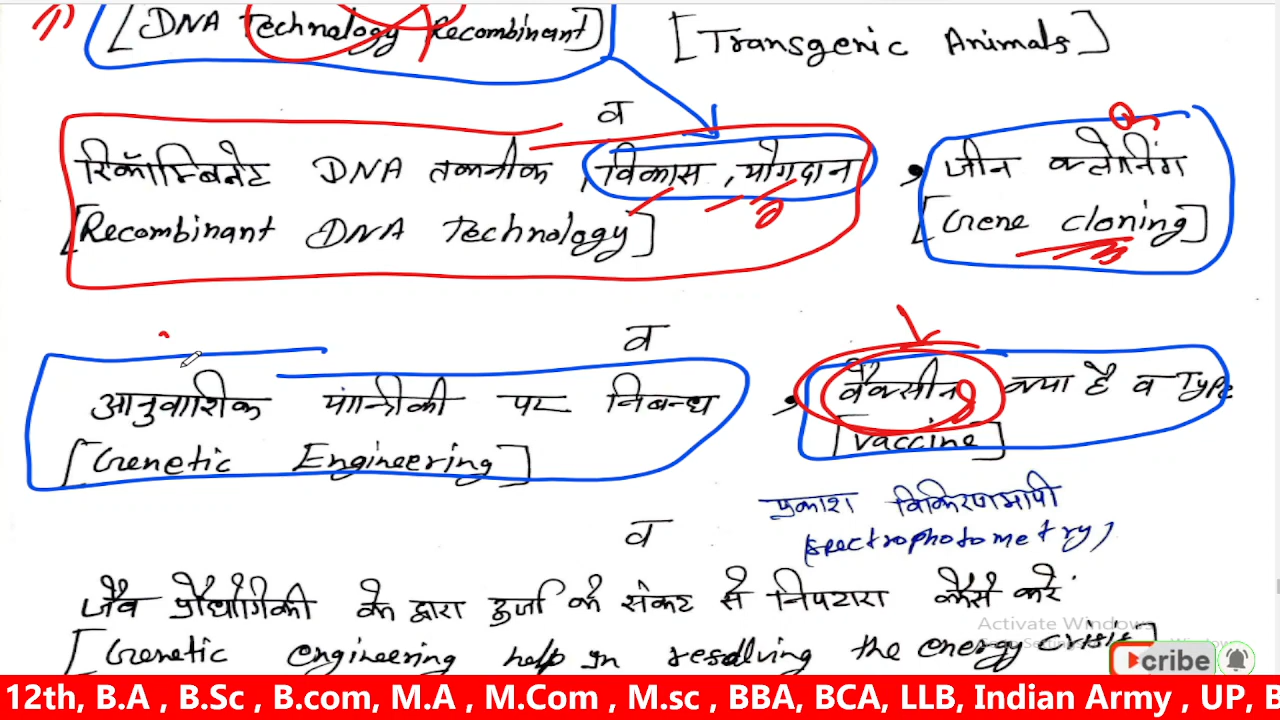 [DNA Technology Recombinant]
[Transgenic Animals]
व
रिकॉम्बिनेट DNA तकनीक , विकास , योगदान
[Recombinant DNA Technology]
, जीन क्लोनिंग
[Gene cloning]
व
आनुवांशिक यांन्त्रीकी पर निबन्ध
[Genetic Engineering]
, वैक्सीन क्या है व Type
[vaccine]
प्रकाश विकिरणमापी
(spectrophotometry)
व
जैव प्रौद्योगिकी के द्वारा ऊर्जा के संकट से निपटारा कैसे करे
[Genetic engineering help in resolving the energy crisis]
Activate Windows
cribe
12th, B.A , B.Sc , B.com, M.A , M.Com , M.sc , BBA, BCA, LLB, Indian Army , UP, B